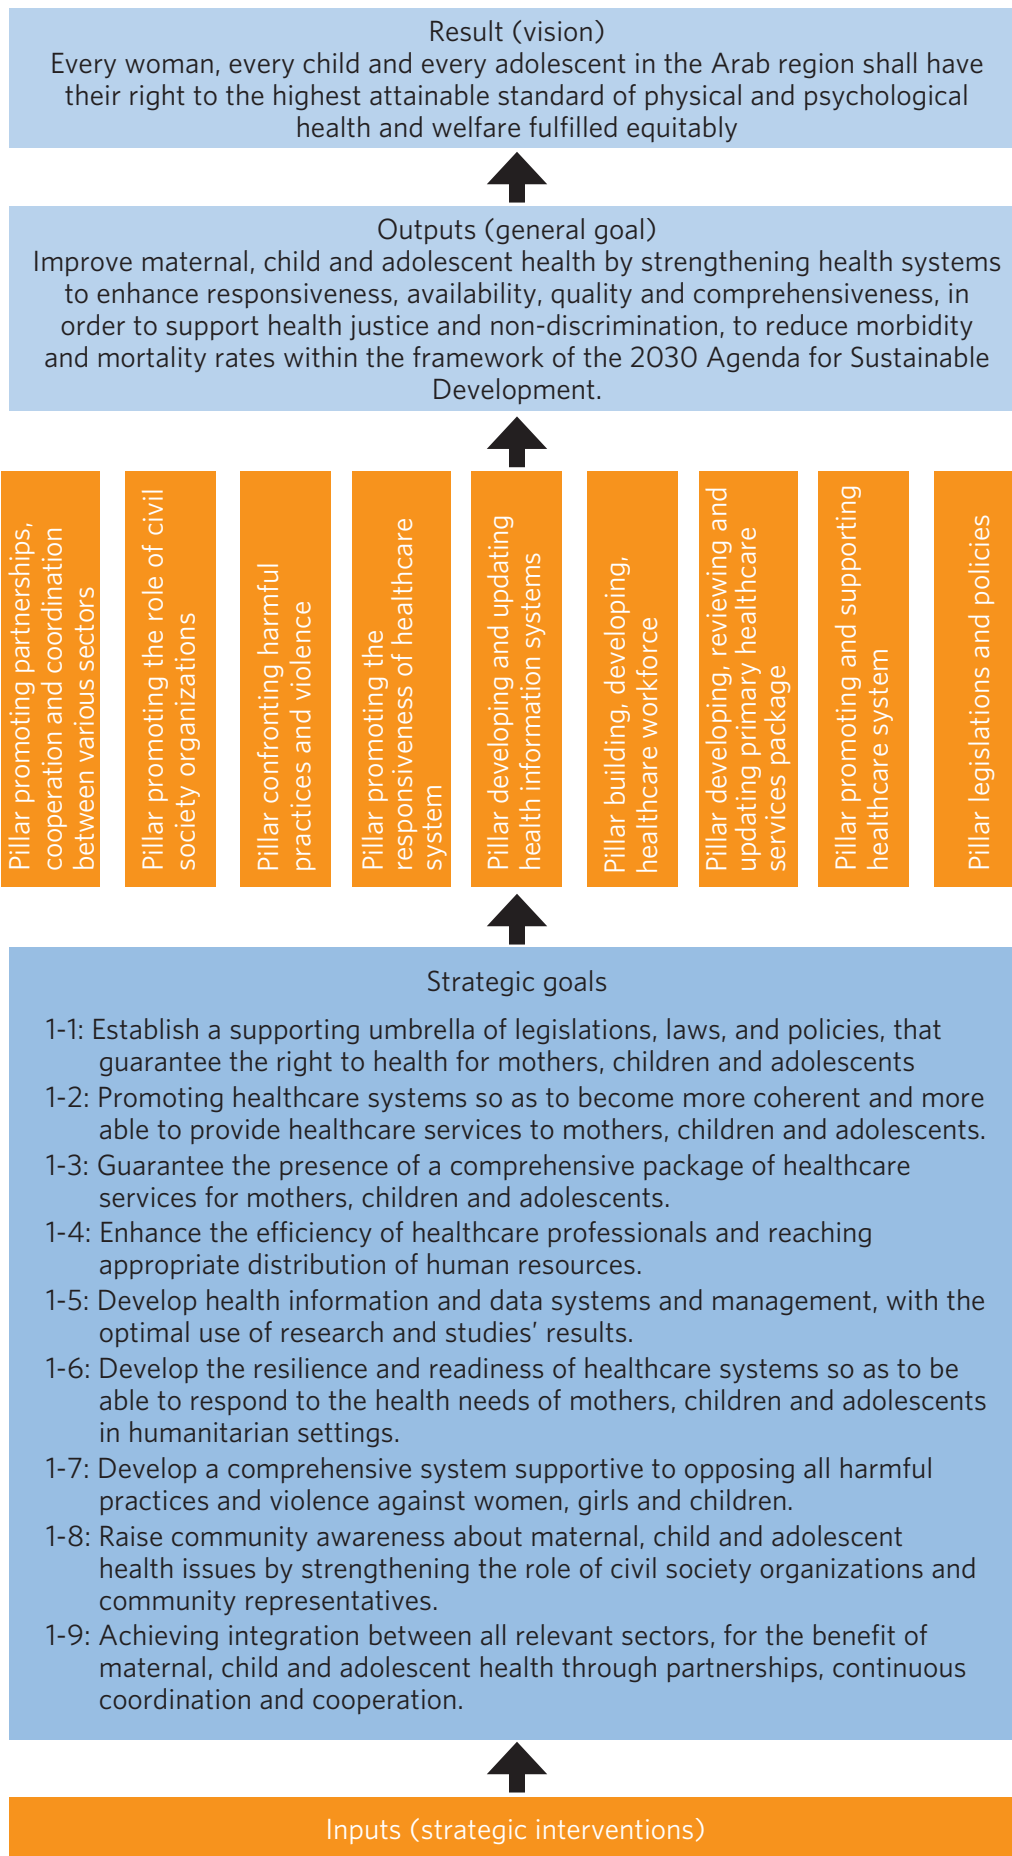 Result (vision)
Every woman, every child and every adolescent in the Arab region shall have
their right to the highest attainable standard of physical and psychological
health and welfare fulfilled equitably
Outputs (general goal)
Improve maternal, child and adolescent health by strengthening health systems
to enhance responsiveness, availability, quality and comprehensiveness, in
order to support health justice and non-discrimination, to reduce morbidity
and mortality rates within the framework of the 2030 Agenda for Sustainable
Development.
Pillar promoting partnerships,
cooperation and coordination
between various sectors
Pillar promoting the role of civil
society organizations
Pillar confronting harmful
practices and violence
Pillar promoting the
responsiveness of healthcare
system
Pillar developing and updating
health information systems
Pillar building, developing,
healthcare workforce
Pillar developing, reviewing and
updating primary healthcare
services package
Pillar promoting and supporting
healthcare system
Pillar legislations and policies
Strategic goals
1-1: Establish a supporting umbrella of legislations, laws, and policies, that
guarantee the right to health for mothers, children and adolescents
1-2: Promoting healthcare systems so as to become more coherent and more
able to provide healthcare services to mothers, children and adolescents.
1-3: Guarantee the presence of a comprehensive package of healthcare
services for mothers, children and adolescents.
1-4: Enhance the efficiency of healthcare professionals and reaching
appropriate distribution of human resources.
1-5: Develop health information and data systems and management, with the
optimal use of research and studies’ results.
1-6: Develop the resilience and readiness of healthcare systems so as to be
able to respond to the health needs of mothers, children and adolescents
in humanitarian settings.
1-7: Develop a comprehensive system supportive to opposing all harmful
practices and violence against women, girls and children.
1-8: Raise community awareness about maternal, child and adolescent
health issues by strengthening the role of civil society organizations and
community representatives.
1-9: Achieving integration between all relevant sectors, for the benefit of
maternal, child and adolescent health through partnerships, continuous
coordination and cooperation.
Inputs (strategic interventions)